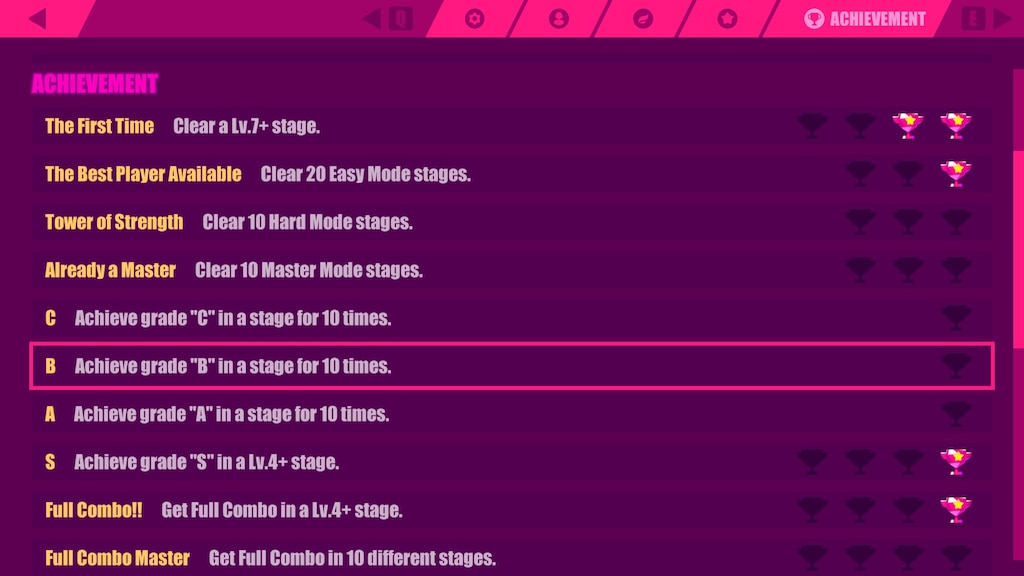 Q
ACHIEVEMENT
E
ACHIEVEMENT
The First Time Clear a Lv.7+ stage.
The Best Player Available Clear 20 Easy Mode stages.
Tower of Strength Clear 10 Hard Mode stages.
Already a Master Clear 10 Master Mode stages.
C Achieve grade "C" in a stage for 10 times.
B Achieve grade "B" in a stage for 10 times.
A Achieve grade "A" in a stage for 10 times.
S Achieve grade "S" in a Lv.4+ stage.
Full Combo!! Get Full Combo in a Lv.4+ stage.
Full Combo Master Get Full Combo in 10 different stages.